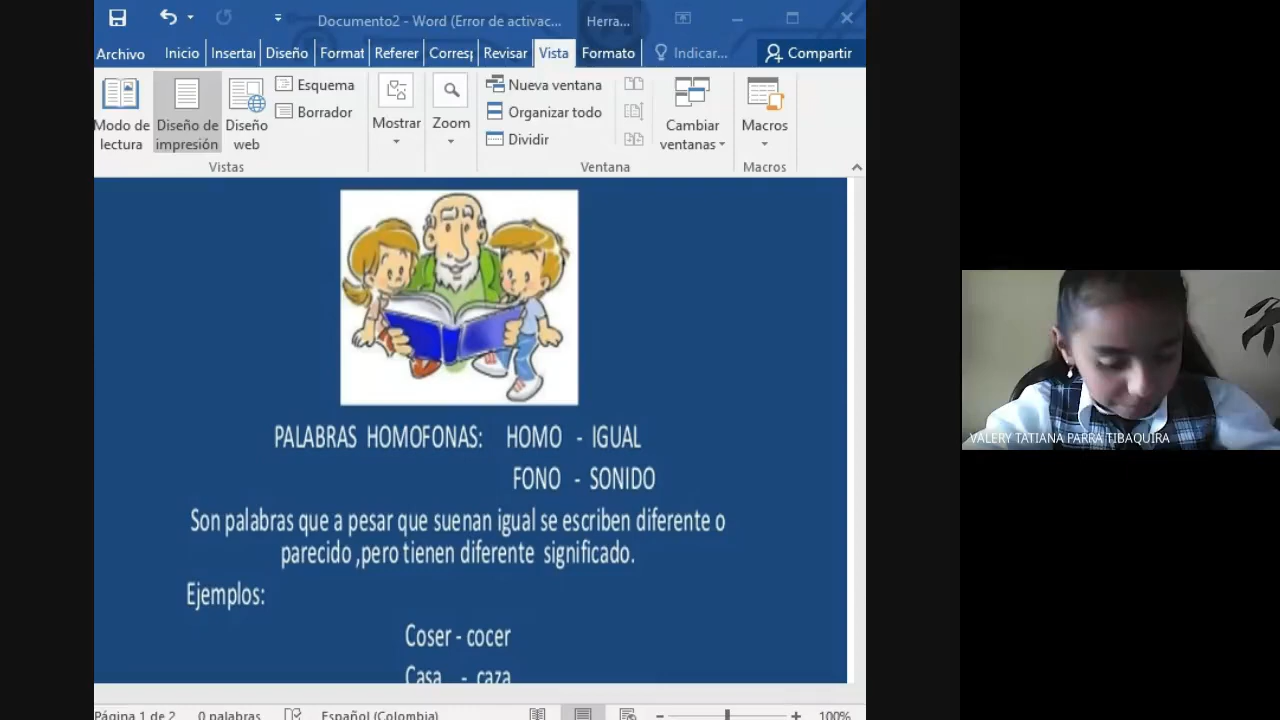 Documento2 - Word (Error de activac...
Herra...
Archivo
Inicio
Insertar
Diseño
Format
Referer
Corresp
Revisar
Vista
Formato
Indicar...
Compartir
Modo de lectura
Diseño de impresión
Diseño web
Esquema
Borrador
Vistas
Mostrar
Zoom
Nueva ventana
Organizar todo
Dividir
Cambiar ventanas
Ventana
Macros
Macros
PALABRAS HOMOFONAS: HOMO - IGUAL
FONO - SONIDO
Son palabras que a pesar que suenan igual se escriben diferente o
parecido ,pero tienen diferente significado.
Ejemplos:
Coser - cocer
Casa - caza
VALERY TATIANA PARRA TIBAQUIRA
Página 1 de 2
0 palabras
Español (Colombia)
100%